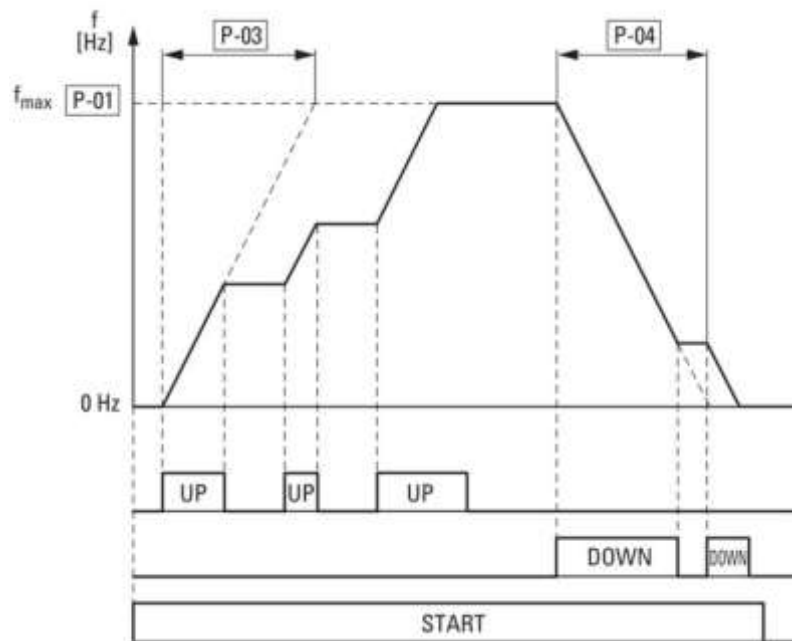 f
[Hz]
P-03
P-04
fmax P-01
0 Hz
UP UP UP
DOWN DOWN
START